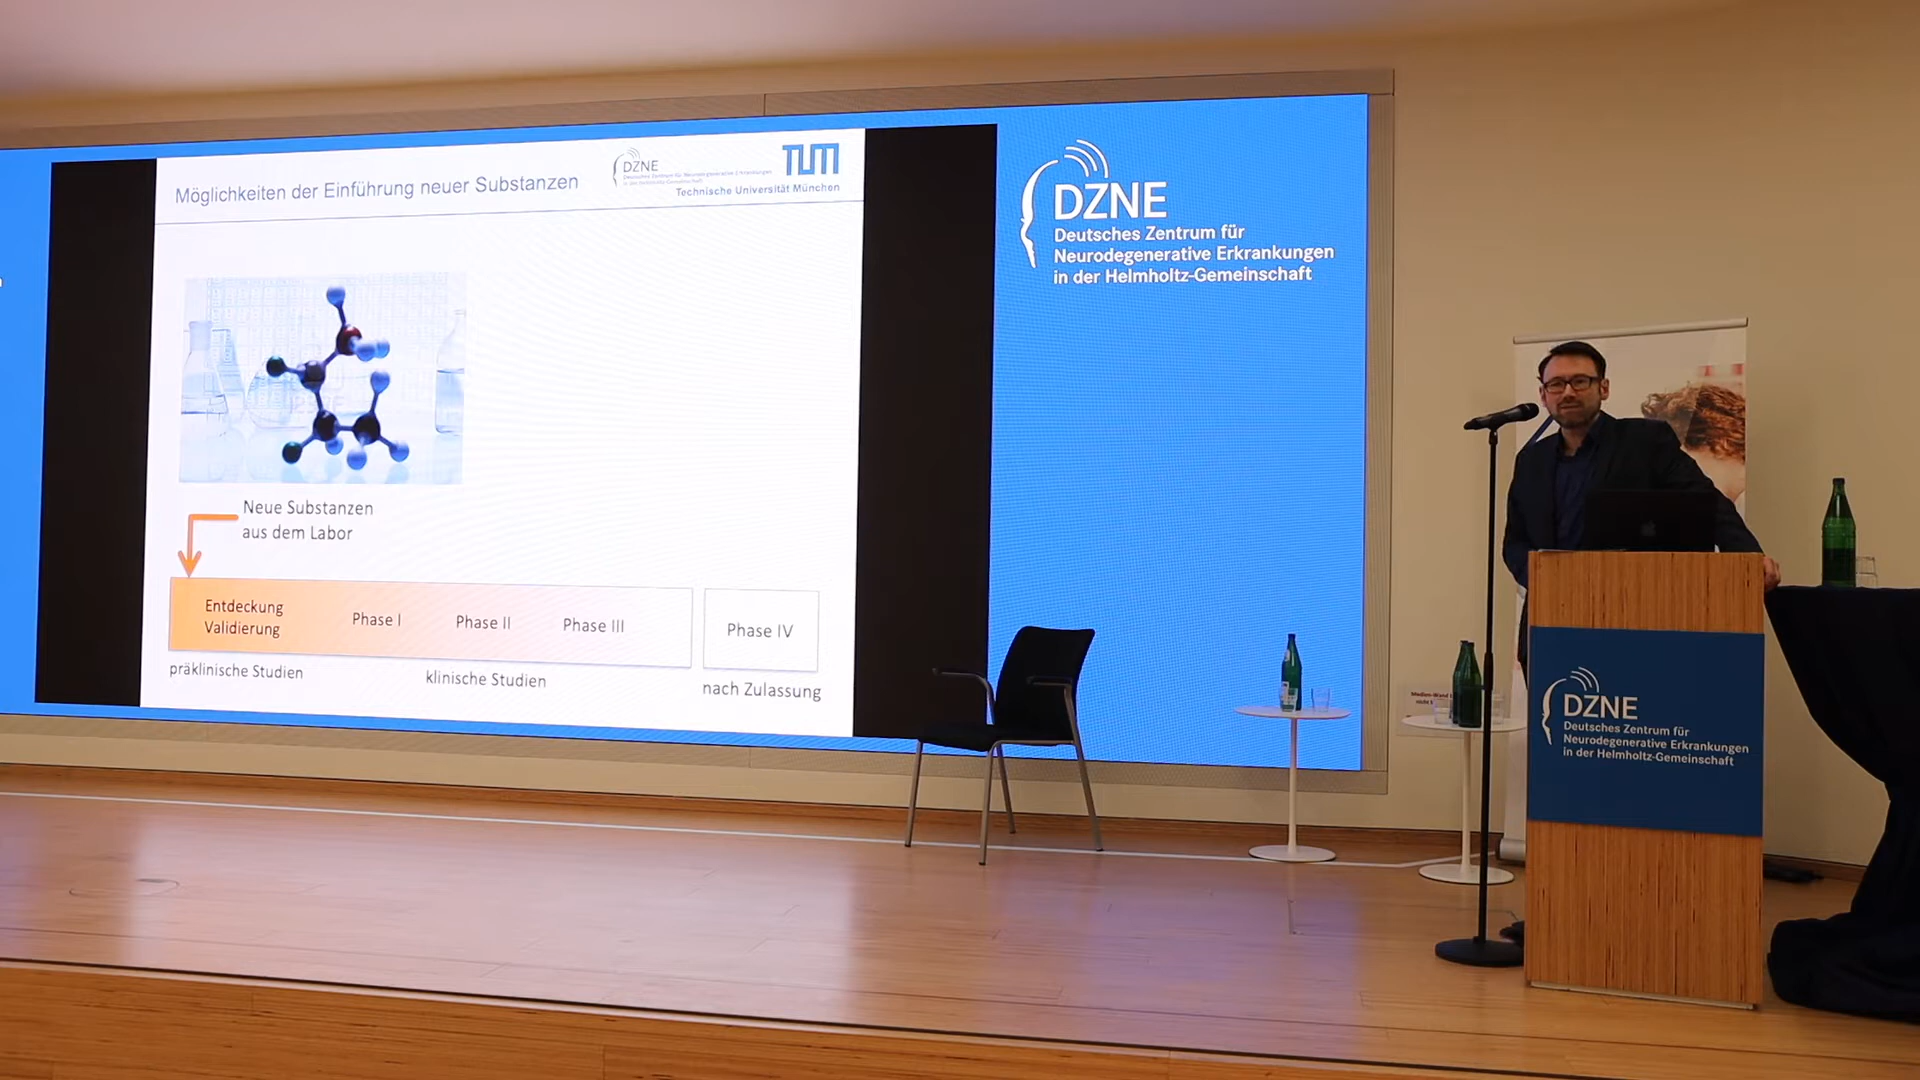 Möglichkeiten der Einführung neuer Substanzen
DZNE
TUM
Technische Universität München
Neue Substanzen
aus dem Labor
Entdeckung
Validierung
Phase I
Phase II
Phase III
Phase IV
präklinische Studien
klinische Studien
nach Zulassung
DZNE
Deutsches Zentrum für
Neurodegenerative Erkrankungen
in der Helmholtz-Gemeinschaft
DZNE
Deutsches Zentrum für
Neurodegenerative Erkrankungen
in der Helmholtz-Gemeinschaft